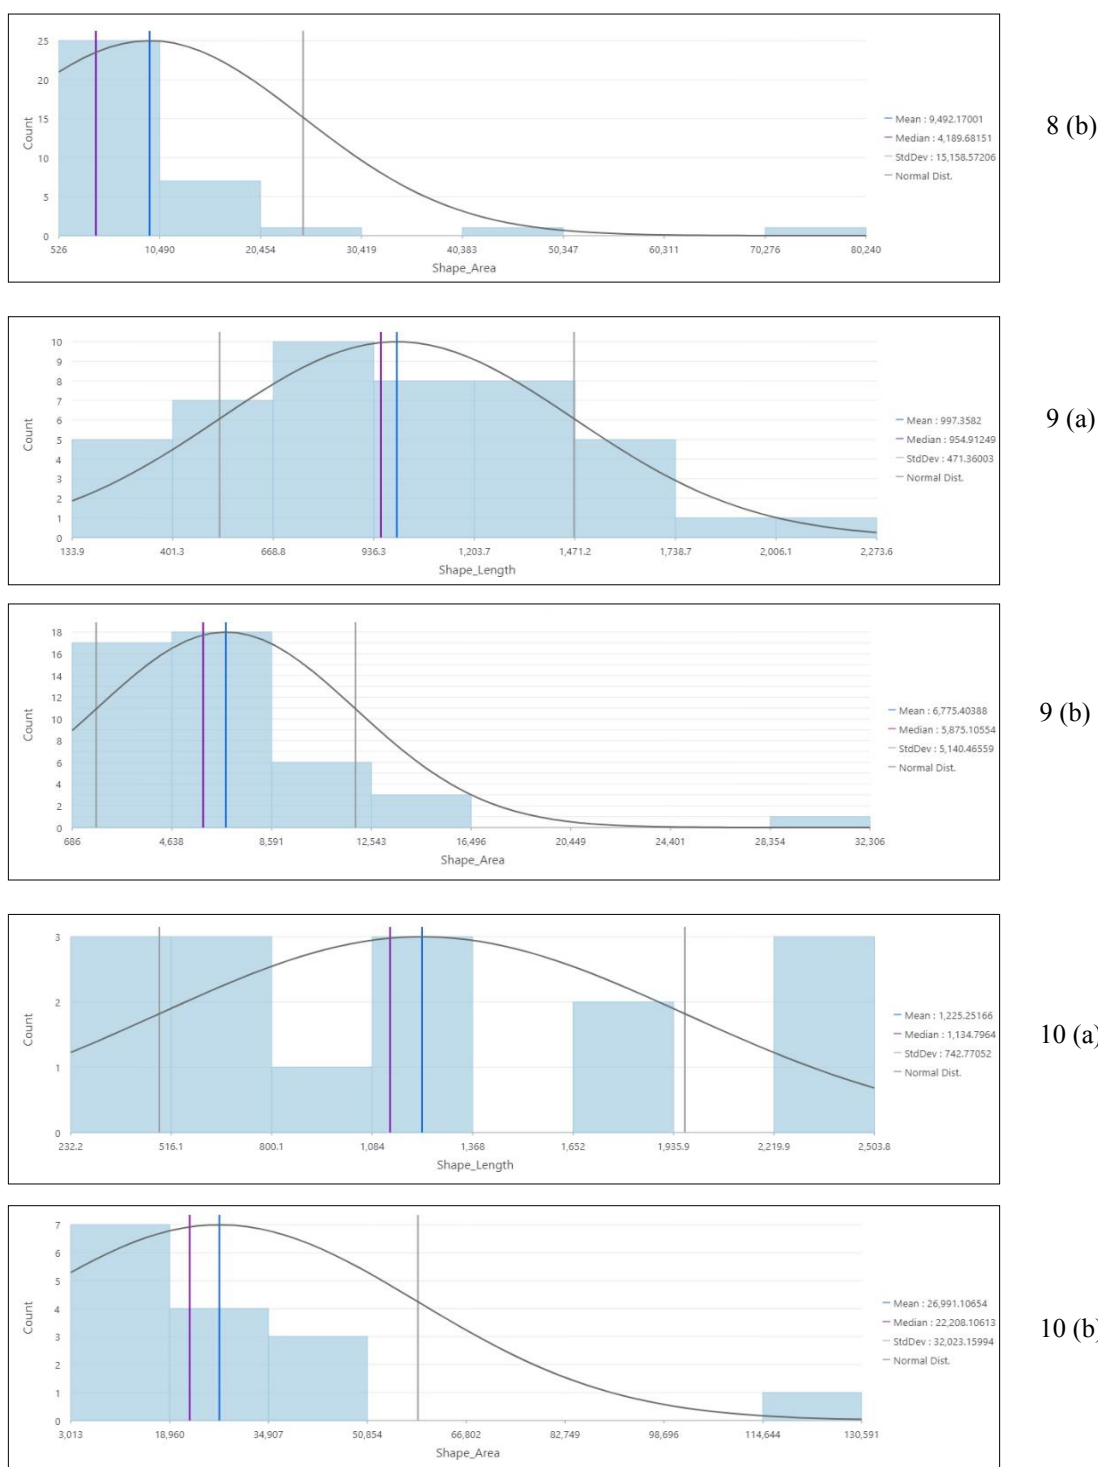 25
20
15
10
5
0
Count
526 10,490 20,454 30,419 40,383 50,347 60,311 70,276 80,240
Shape_Area
Mean : 9,492.17001
Median : 4,189.68151
StdDev : 15,158.57206
Normal Dist.
8 (b)
10
9
8
7
6
5
4
3
2
1
0
Count
133.9 401.3 668.8 936.3 1,203.7 1,471.2 1,738.7 2,006.1 2,273.6
Shape_Length
Mean : 997.3582
Median : 954.91249
StdDev : 471.36003
Normal Dist.
9 (a)
18
16
14
12
10
8
6
4
2
0
Count
686 4,638 8,591 12,543 16,496 20,449 24,401 28,354 32,306
Shape_Area
Mean : 6,775.40388
Median : 5,875.10554
StdDev : 5,140.46559
Normal Dist.
9 (b)
3
2
1
0
Count
232.2 516.1 800.1 1,084 1,368 1,652 1,935.9 2,219.9 2,503.8
Shape_Length
Mean : 1,225.25166
Median : 1,134.7964
StdDev : 742.77052
Normal Dist.
10 (a)
7
6
5
4
3
2
1
0
Count
3,013 18,960 34,907 50,854 66,802 82,749 98,696 114,644 130,591
Shape_Area
Mean : 26,991.10654
Median : 22,208.10613
StdDev : 32,023.15994
Normal Dist.
10 (b)